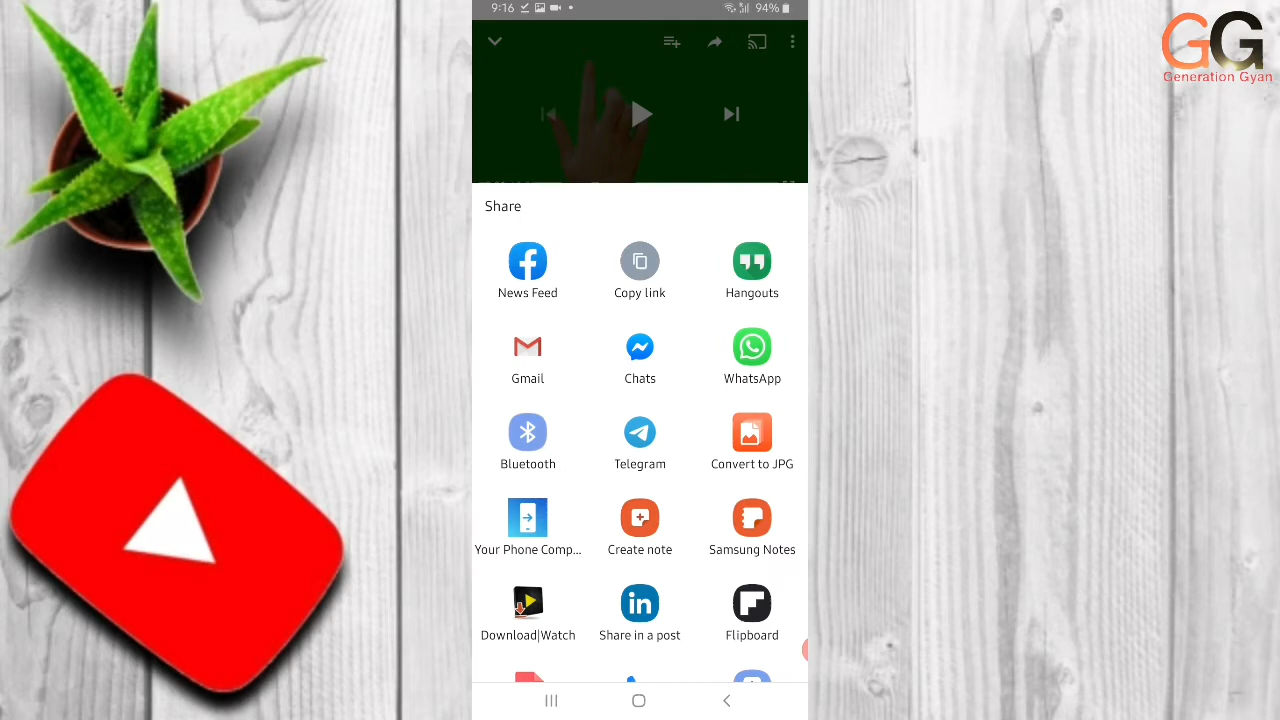 9:16
94%
GG
Generation Gyan
Share
News Feed
Copy link
Hangouts
Gmail
Chats
WhatsApp
Bluetooth
Telegram
Convert to JPG
Your Phone Comp...
Create note
Samsung Notes
Download|Watch
Share in a post
Flipboard